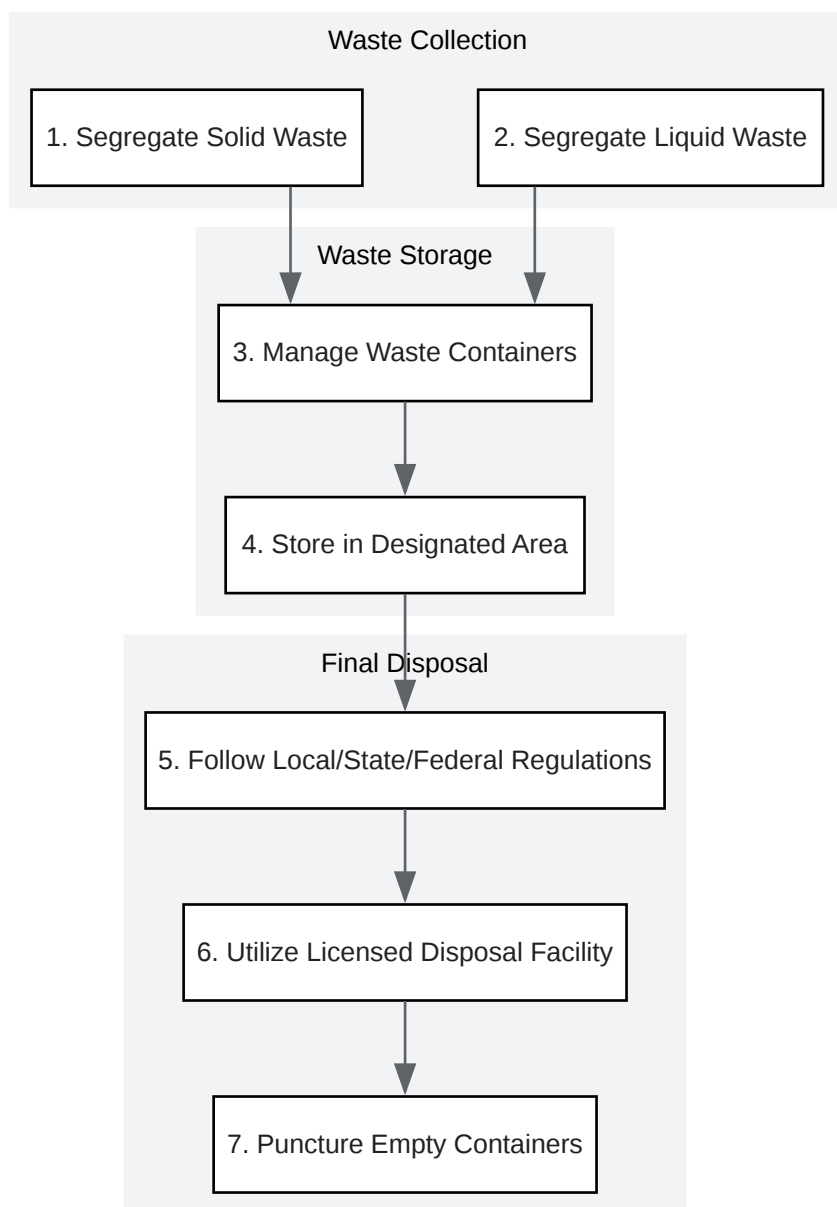 Waste Collection
1. Segregate Solid Waste
2. Segregate Liquid Waste
Waste Storage
3. Manage Waste Containers
4. Store in Designated Area
Final Disposal
5. Follow Local/State/Federal Regulations
6. Utilize Licensed Disposal Facility
7. Puncture Empty Containers